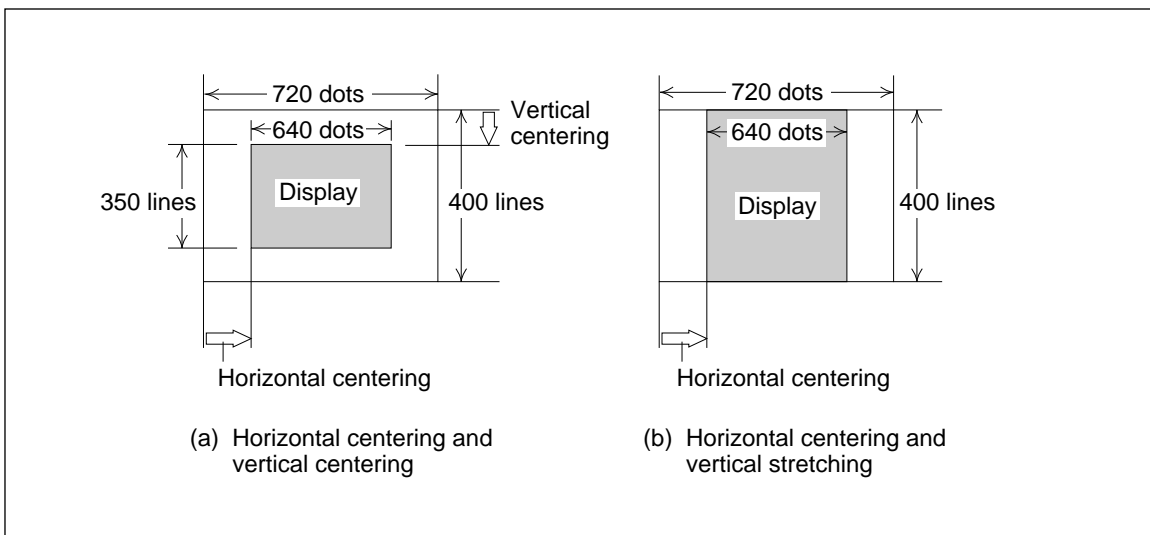 720 dots
Vertical
centering
640 dots
350 lines
Display
400 lines
Horizontal centering
(a) Horizontal centering and
vertical centering
720 dots
640 dots
Display
400 lines
Horizontal centering
(b) Horizontal centering and
vertical stretching